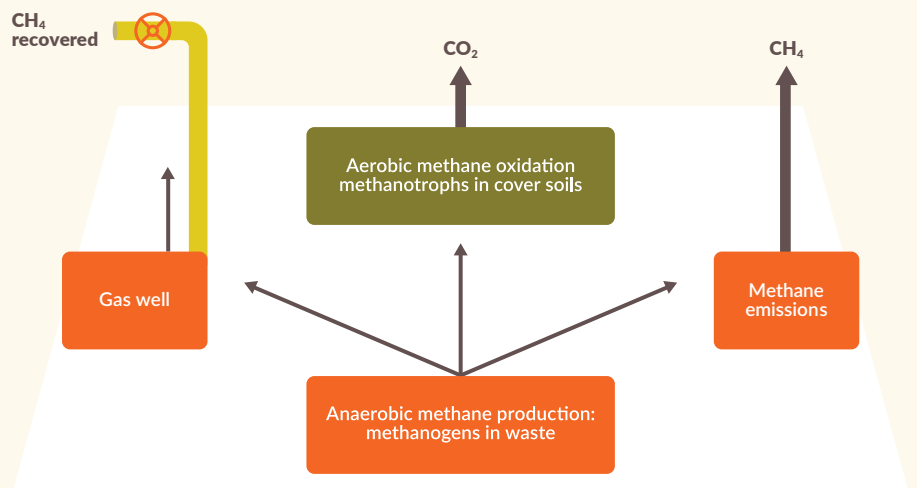 CH₄
recovered
CO₂
CH₄
Aerobic methane oxidation
methanotrophs in cover soils
Gas well
Methane
emissions
Anaerobic methane production:
methanogens in waste